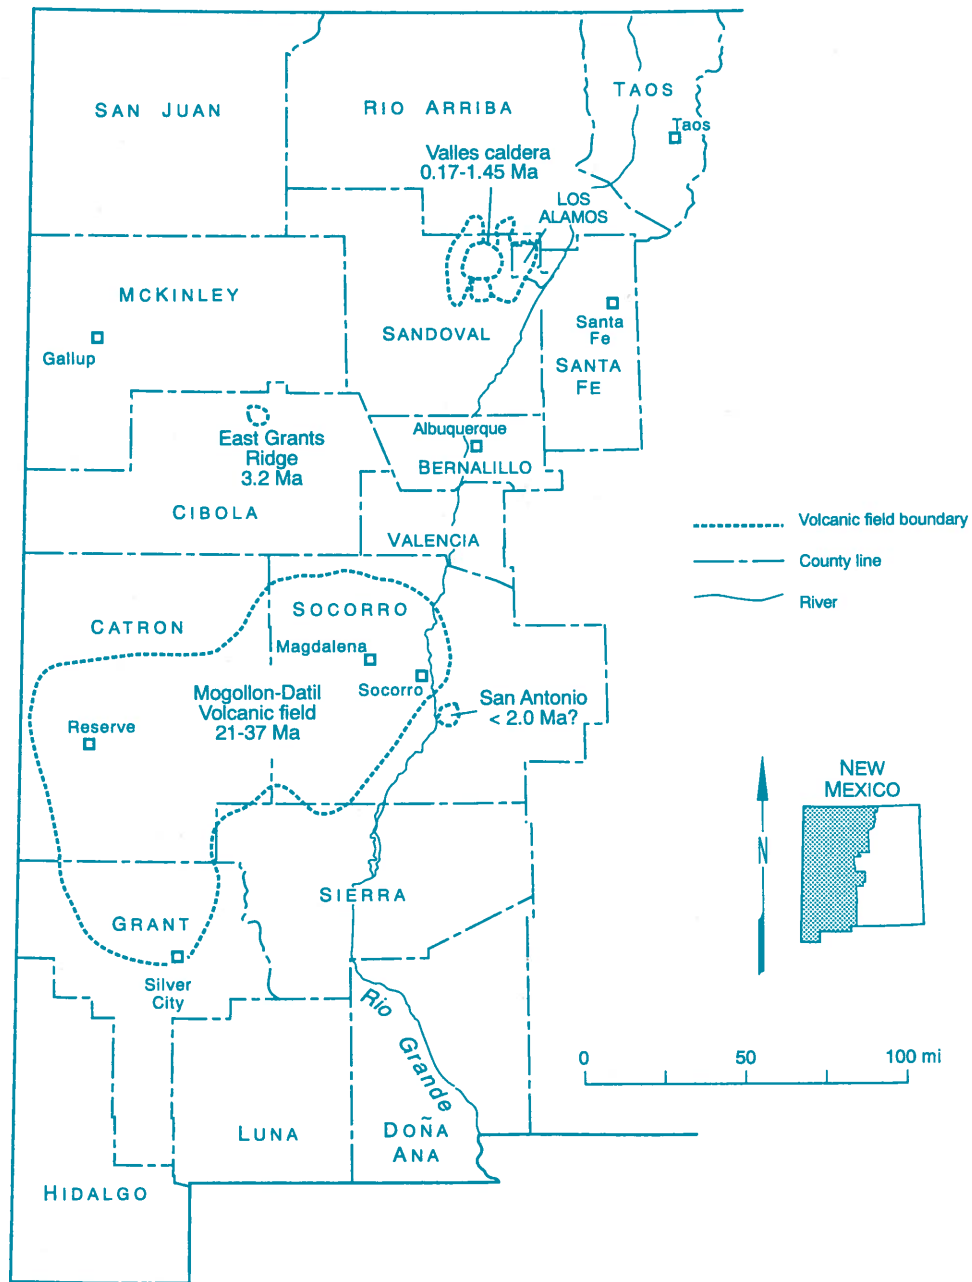 SAN JUAN
RIO ARRIBA
TAOS
Taos
Valles caldera
0.17-1.45 Ma
LOS
ALAMOS
MCKINLEY
Gallup
SANDOVAL
Santa
Fe
SANTA
FE
East Grants
Ridge
3.2 Ma
Albuquerque
BERNALILLO
CIBOLA
VALENCIA
Volcanic field boundary
County line
River
CATRON
SOCORRO
Magdalena
Socorro
Mogollon-Datil
Volcanic field
21-37 Ma
San Antonio
< 2.0 Ma?
Reserve
NEW
MEXICO
N
SIERRA
GRANT
Silver
City
Rio
Grande
0 50 100 mi
LUNA
DOÑA
ANA
HIDALGO